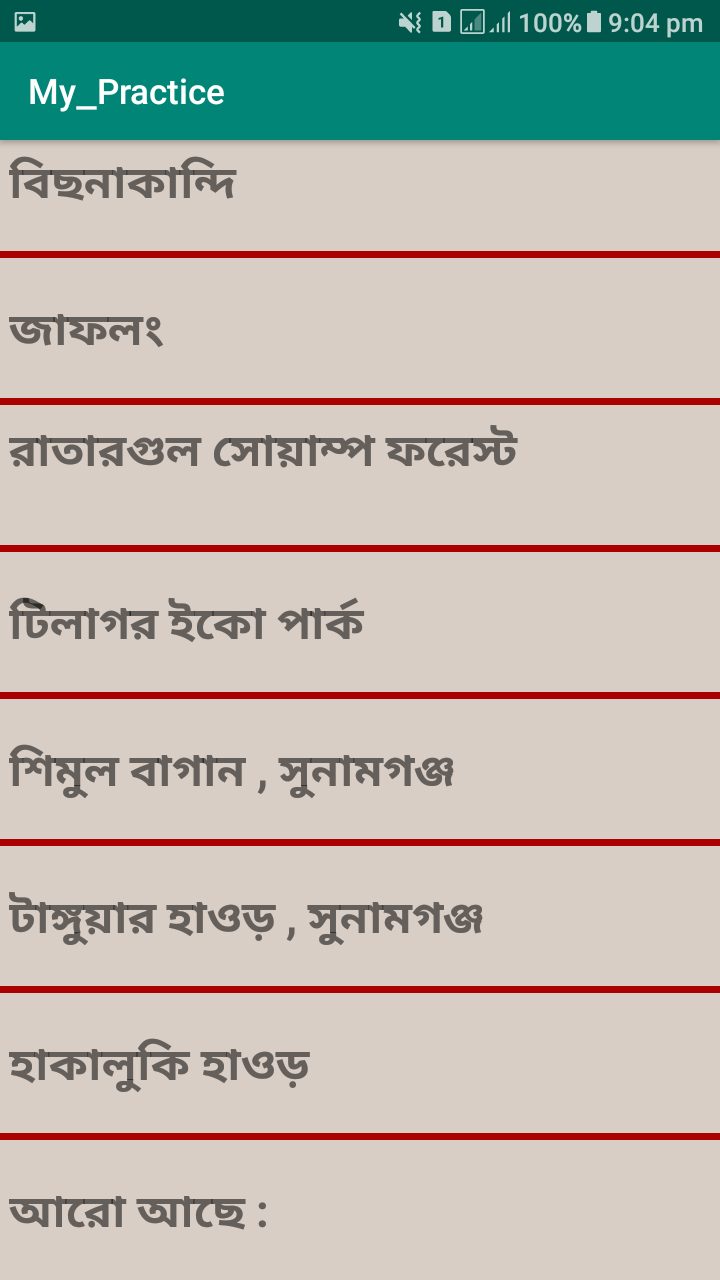 100% 9:04 pm
My_Practice
বিছনাকান্দি
জাফলং
রাতারগুল সোয়াম্প ফরেস্ট
টিলাগর ইকো পার্ক
শিমুল বাগান , সুনামগঞ্জ
টাঙ্গুয়ার হাওড় , সুনামগঞ্জ
হাকালুকি হাওড়
আরো আছে :